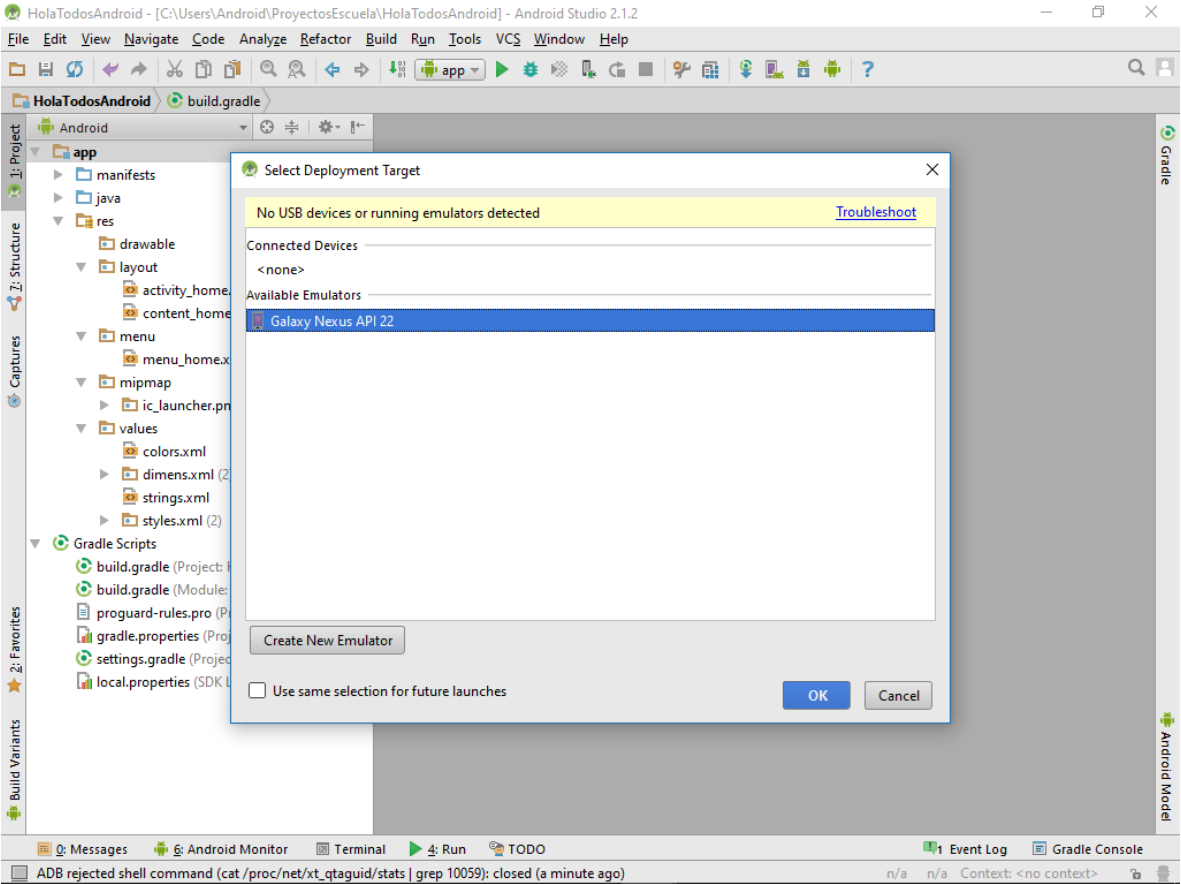 HolaTodosAndroid - [C:\Users\Android\ProyectosEscuela\HolaTodosAndroid] - Android Studio 2.1.2
File Edit View Navigate Code Analyze Refactor Build Run Tools VCS Window Help
app
HolaTodosAndroid build.gradle
1: Project
7: Structure
Captures
2: Favorites
Build Variants
Android
app
manifests
java
res
drawable
layout
activity_home.
content_home
menu
menu_home.x
mipmap
ic_launcher.pn
values
colors.xml
dimens.xml (2
strings.xml
styles.xml (2)
Gradle Scripts
build.gradle (Project:
build.gradle (Module:
proguard-rules.pro (Pr
gradle.properties (Proj
settings.gradle (Projec
local.properties (SDK L
Select Deployment Target
No USB devices or running emulators detected Troubleshoot
Connected Devices
<none>
Available Emulators
Galaxy Nexus API 22
Create New Emulator
Use same selection for future launches
OK Cancel
Gradle
Android Model
0: Messages 6: Android Monitor Terminal 4: Run TODO 1 Event Log Gradle Console
ADB rejected shell command (cat /proc/net/xt_qtaguid/stats | grep 10059): closed (a minute ago) n/a n/a Context: <no context>